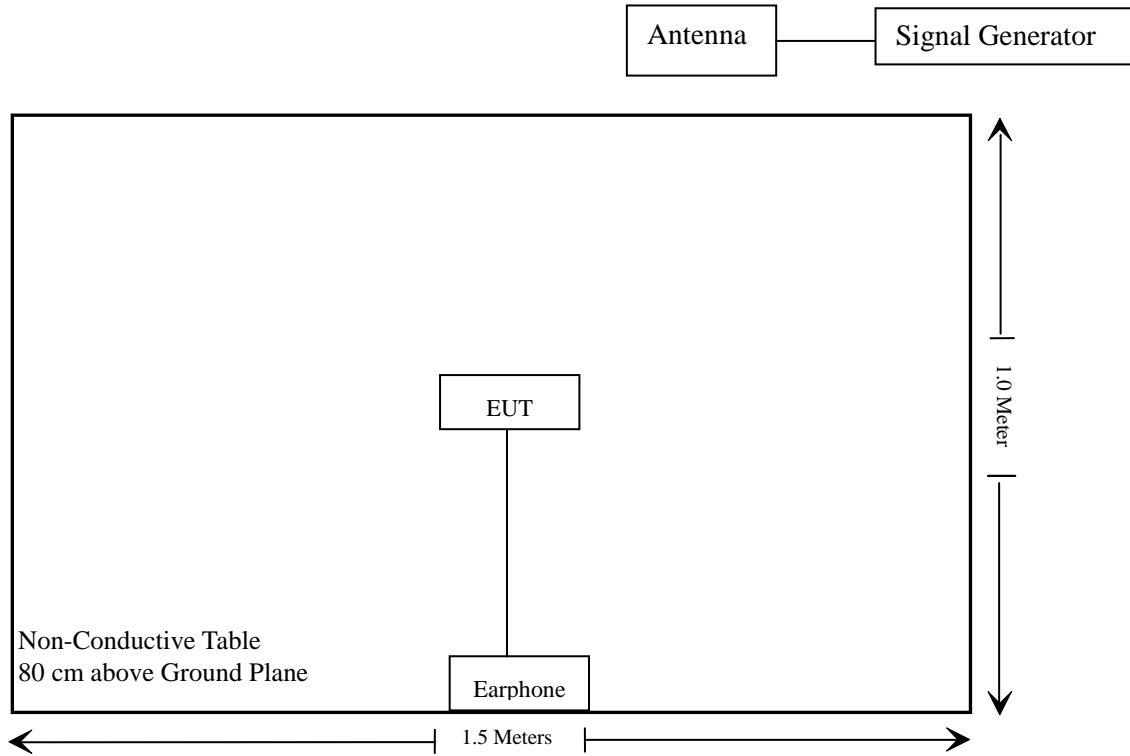 Antenna
Signal Generator
EUT
1.0 Meter
Non-Conductive Table
80 cm above Ground Plane
Earphone
1.5 Meters